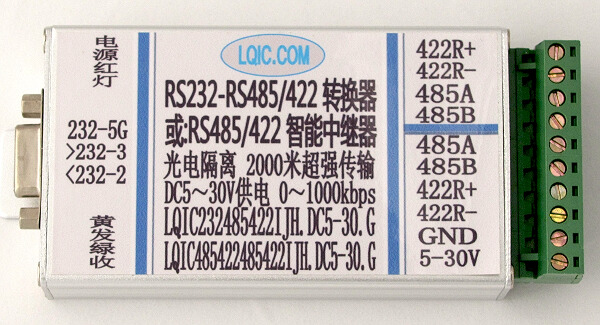 电源红灯
232-5G
>232-3
<232-2
黄发绿收
LQIC.COM
RS232-RS485/422 转换器
或:RS485/422 智能中继器
光电隔离 2000米超强传输
DC5~30V供电 0~1000kbps
LQIC232485422IJH.DC5-30.G
LQIC485422485422IJH.DC5-30.G
422R+
422R-
485A
485B
485A
485B
422R+
422R-
GND
5-30V